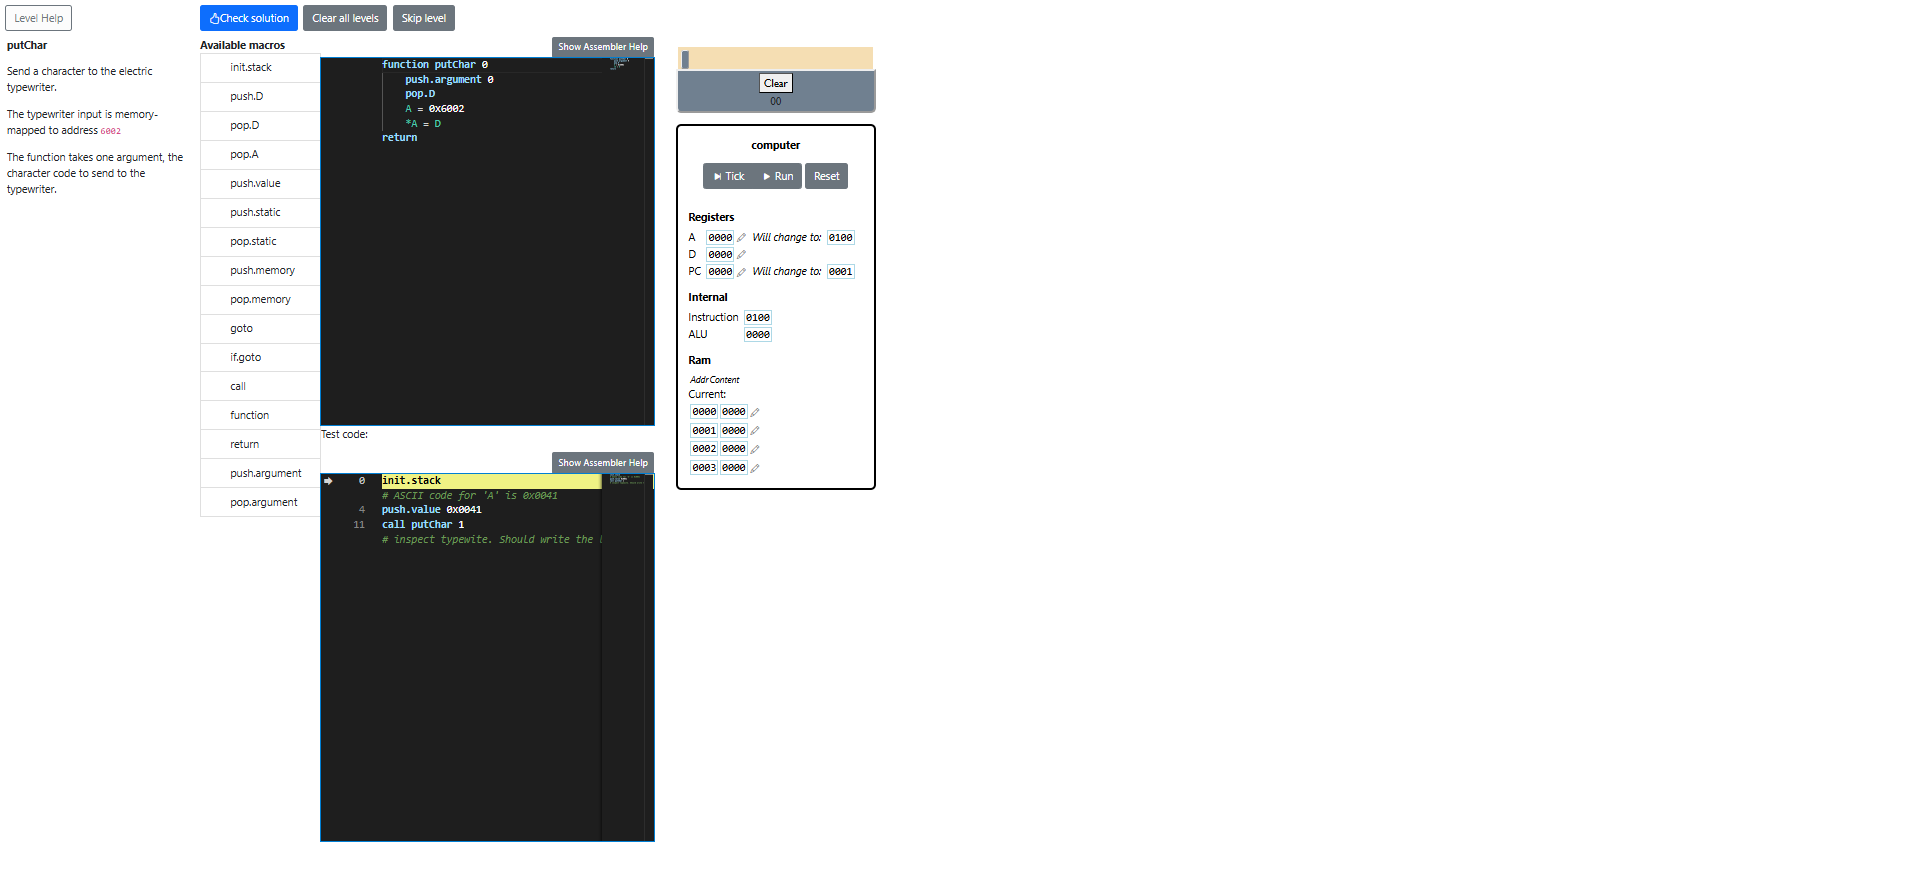 Level Help
Check solution
Clear all levels
Skip level
putChar
Send a character to the electric
typewriter.
The typewriter input is memory-
mapped to address 6002
The function takes one argument, the
character code to send to the
typewriter.
Available macros
init.stack
push.D
pop.D
pop.A
push.value
push.static
pop.static
push.memory
pop.memory
goto
if.goto
call
function
return
push.argument
pop.argument
Show Assembler Help
function putChar 0
push.argument 0
pop.D
A = 0x6002
*A = D
return
Test code:
Show Assembler Help
0 init.stack
# ASCII code for 'A' is 0x0041
4 push.value 0x0041
11 call putChar 1
# inspect typewite. Should write the
Clear
00
computer
Tick
Run
Reset
Registers
A 0000 Will change to: 0100
D 0000
PC 0000 Will change to: 0001
Internal
Instruction 0100
ALU 0000
Ram
Addr Content
Current:
0000 0000
0001 0000
0002 0000
0003 0000